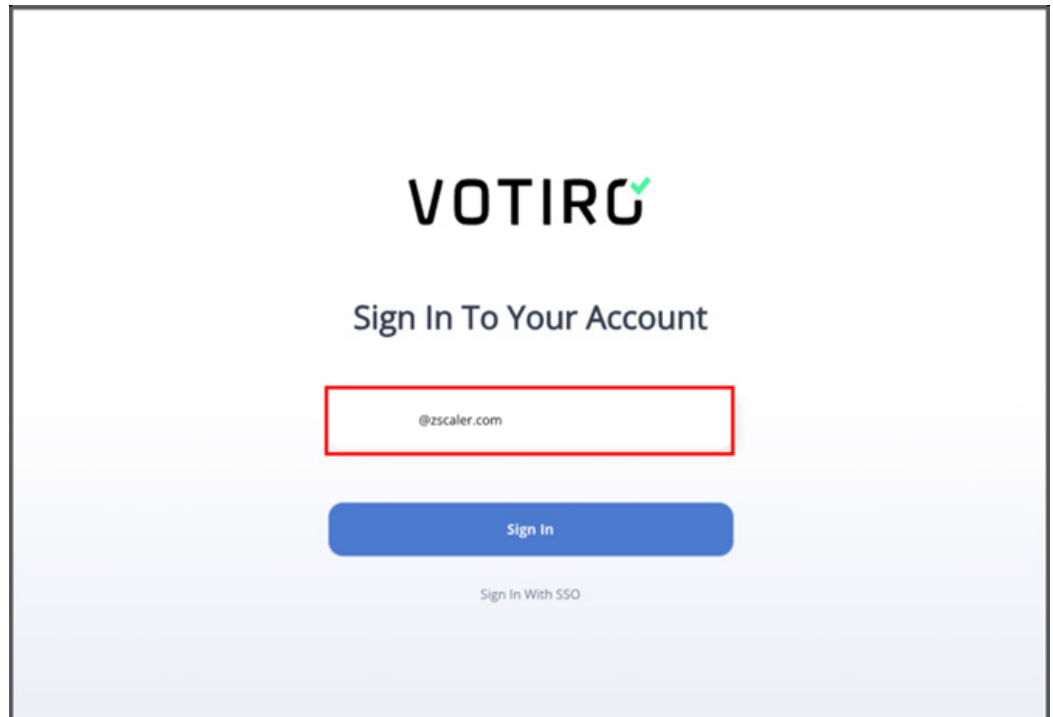 VOTIRO
Sign In To Your Account
@zscaler.com
Sign In
Sign In With SSO